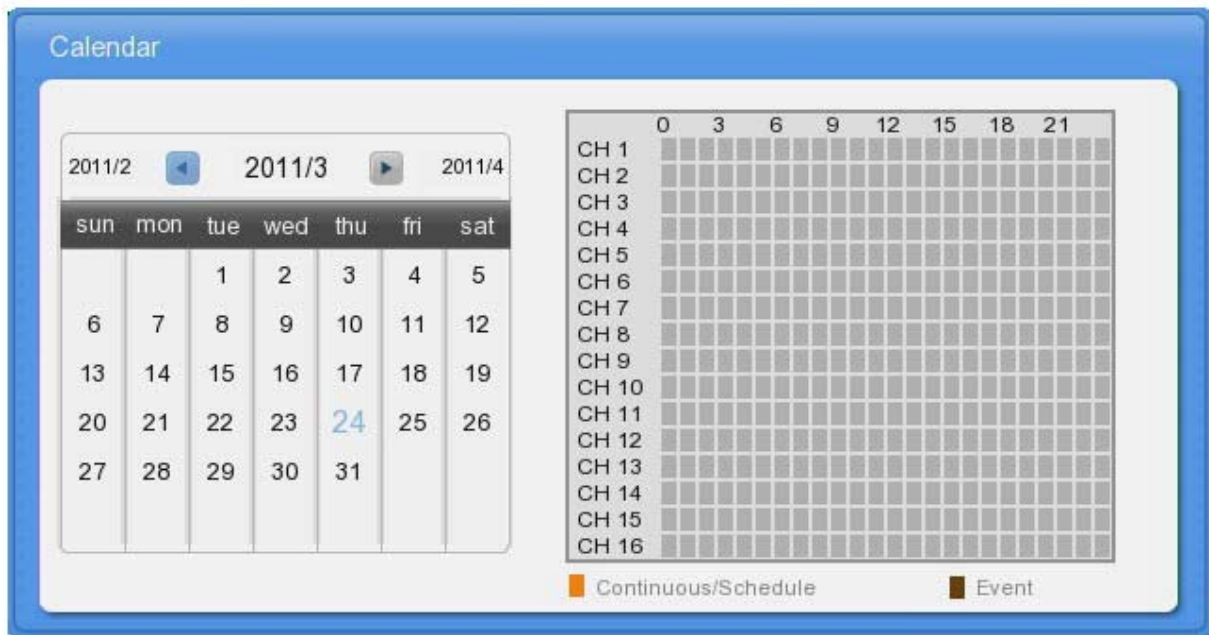 Calendar
2011/2 2011/3 2011/4
sun mon tue wed thu fri sat
1 2 3 4 5
6 7 8 9 10 11 12
13 14 15 16 17 18 19
20 21 22 23 24 25 26
27 28 29 30 31
0 3 6 9 12 15 18 21
CH 1
CH 2
CH 3
CH 4
CH 5
CH 6
CH 7
CH 8
CH 9
CH 10
CH 11
CH 12
CH 13
CH 14
CH 15
CH 16
Continuous/Schedule Event